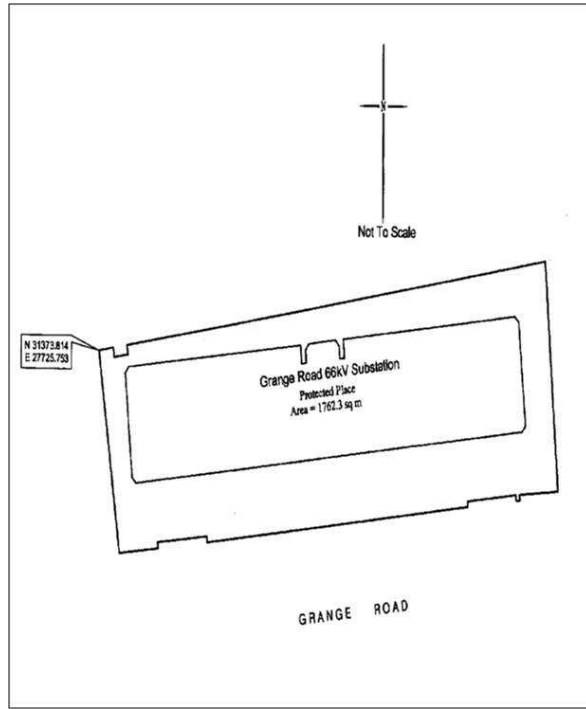 N
Not To Scale
N 31373.814
E 27725.753
Grange Road 66kV Substation
Protected Place
Area = 1762.3 sq m
GRANGE ROAD